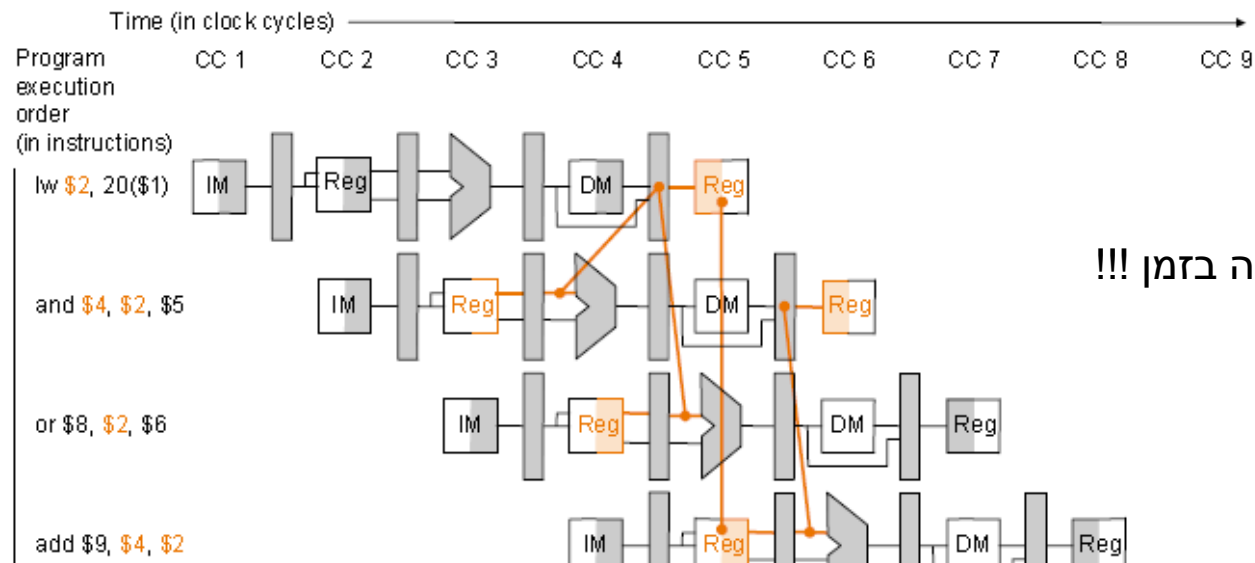 Time (in clock cycles)
Program execution order (in instructions)
CC 1 CC 2 CC 3 CC 4 CC 5 CC 6 CC 7 CC 8 CC 9
lw $2, 20($1)
IM Reg DM Reg
ה בזמן !!!
and $4, $2, $5
IM Reg DM Reg
or $8, $2, $6
IM Reg DM Reg
add $9, $4, $2
IM Reg DM Reg